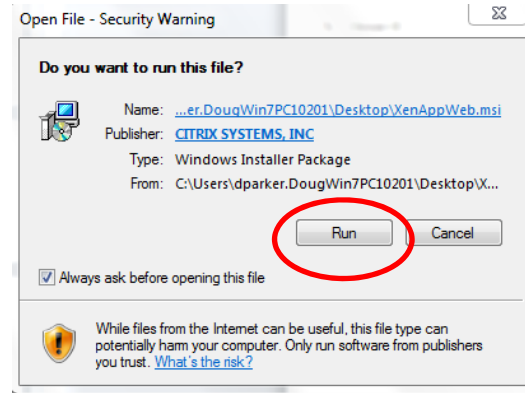 Open File - Security Warning
Do you want to run this file?
Name: ...er.DougWin7PC10201\Desktop\XenAppWeb.msi
Publisher: CITRIX SYSTEMS, INC
Type: Windows Installer Package
From: C:\Users\dparker.DougWin7PC10201\Desktop\X...
Run Cancel
Always ask before opening this file
While files from the Internet can be useful, this file type can
potentially harm your computer. Only run software from publishers
you trust. What's the risk?